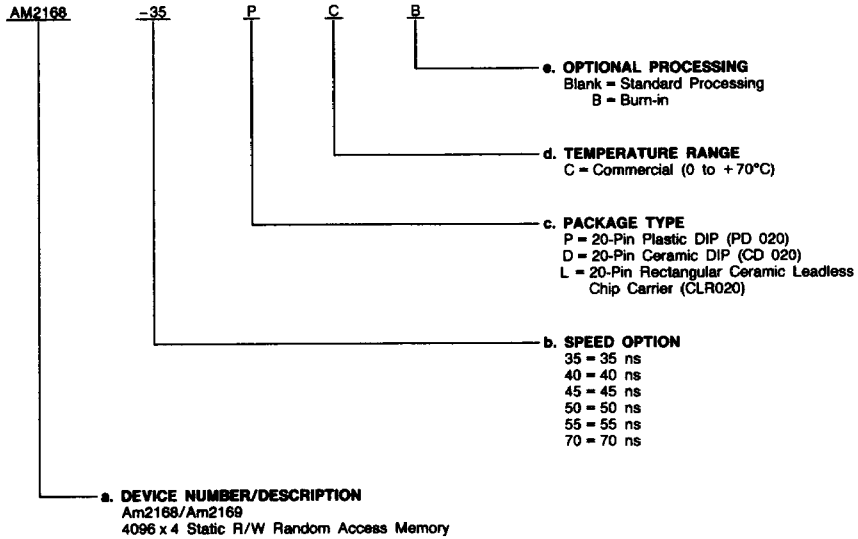 AM2168 -35 P C B
e. OPTIONAL PROCESSING
Blank = Standard Processing
B = Burn-in
d. TEMPERATURE RANGE
C = Commercial (0 to +70°C)
c. PACKAGE TYPE
P = 20-Pin Plastic DIP (PD 020)
D = 20-Pin Ceramic DIP (CD 020)
L = 20-Pin Rectangular Ceramic Leadless
Chip Carrier (CLR020)
b. SPEED OPTION
35 = 35 ns
40 = 40 ns
45 = 45 ns
50 = 50 ns
55 = 55 ns
70 = 70 ns
a. DEVICE NUMBER/DESCRIPTION
Am2168/Am2169
4096 x 4 Static R/W Random Access Memory